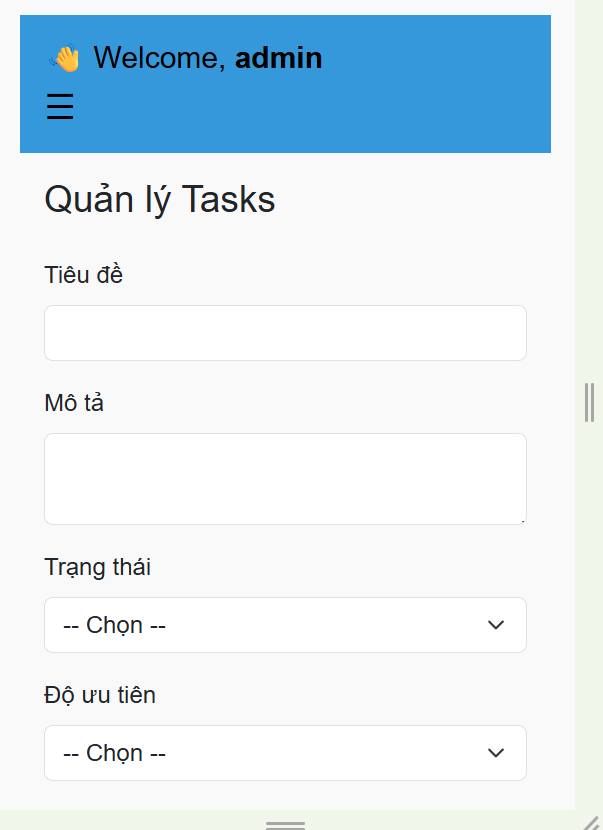 👋 Welcome, admin
☰
Quản lý Tasks
Tiêu đề
Mô tả
Trạng thái
-- Chọn --
Độ ưu tiên
-- Chọn --